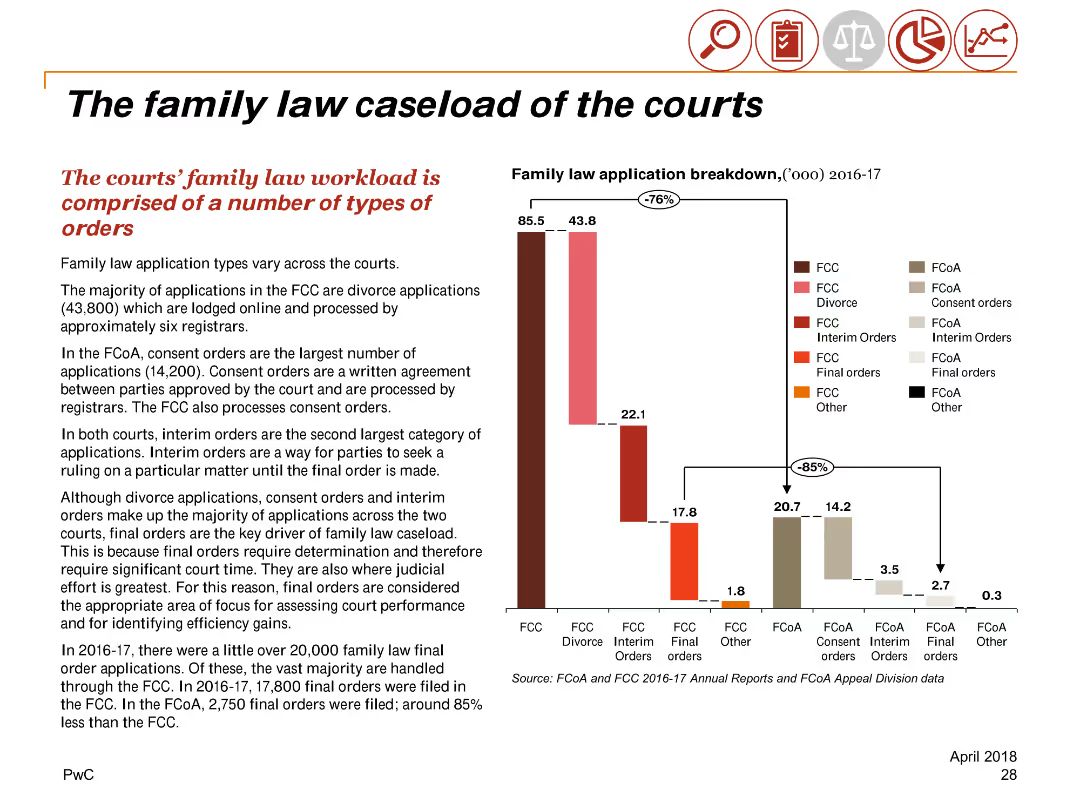 The family law caseload of the courts
The courts' family law workload is
comprised of a number of types of
orders
Family law application types vary across the courts.
The majority of applications in the FCC are divorce applications
(43,800) which are lodged online and processed by
approximately six registrars.
In the FCoA, consent orders are the largest number of
applications (14,200). Consent orders are a written agreement
between parties approved by the court and are processed by
registrars. The FCC also processes consent orders.
In both courts, interim orders are the second largest category of
applications. Interim orders are a way for parties to seek a
ruling on a particular matter until the final order is made.
Although divorce applications, consent orders and interim
orders make up the majority of applications across the two
courts, final orders are the key driver of family law caseload.
This is because final orders require determination and therefore
require significant court time. They are also where judicial
effort is greatest. For this reason, final orders are considered
the appropriate area of focus for assessing court performance
and for identifying efficiency gains.
In 2016-17, there were a little over 20,000 family law final
order applications. Of these, the vast majority are handled
through the FCC. In 2016-17, 17,800 final orders were filed in
the FCC. In the FCoA, 2,750 final orders were filed; around 85%
less than the FCC.
Family law application breakdown,('000) 2016-17
-76%
85.5
43.8
22.1
17.8
1.8
20.7
14.2
3.5
2.7
0.3
-85%
FCC
FCC
Divorce
FCC
Interim Orders
FCC
Final orders
FCC
Other
FCoA
FCoA
Consent orders
FCoA
Interim Orders
FCoA
Final orders
FCoA
Other
FCC
FCC
Divorce
FCC
Interim
Orders
FCC
Final
orders
FCC
Other
FCoA
FCoA
Consent
orders
FCoA
Interim
Orders
FCoA
Final
orders
FCoA
Other
Source: FCoA and FCC 2016-17 Annual Reports and FCoA Appeal Division data
April 2018
PwC
28